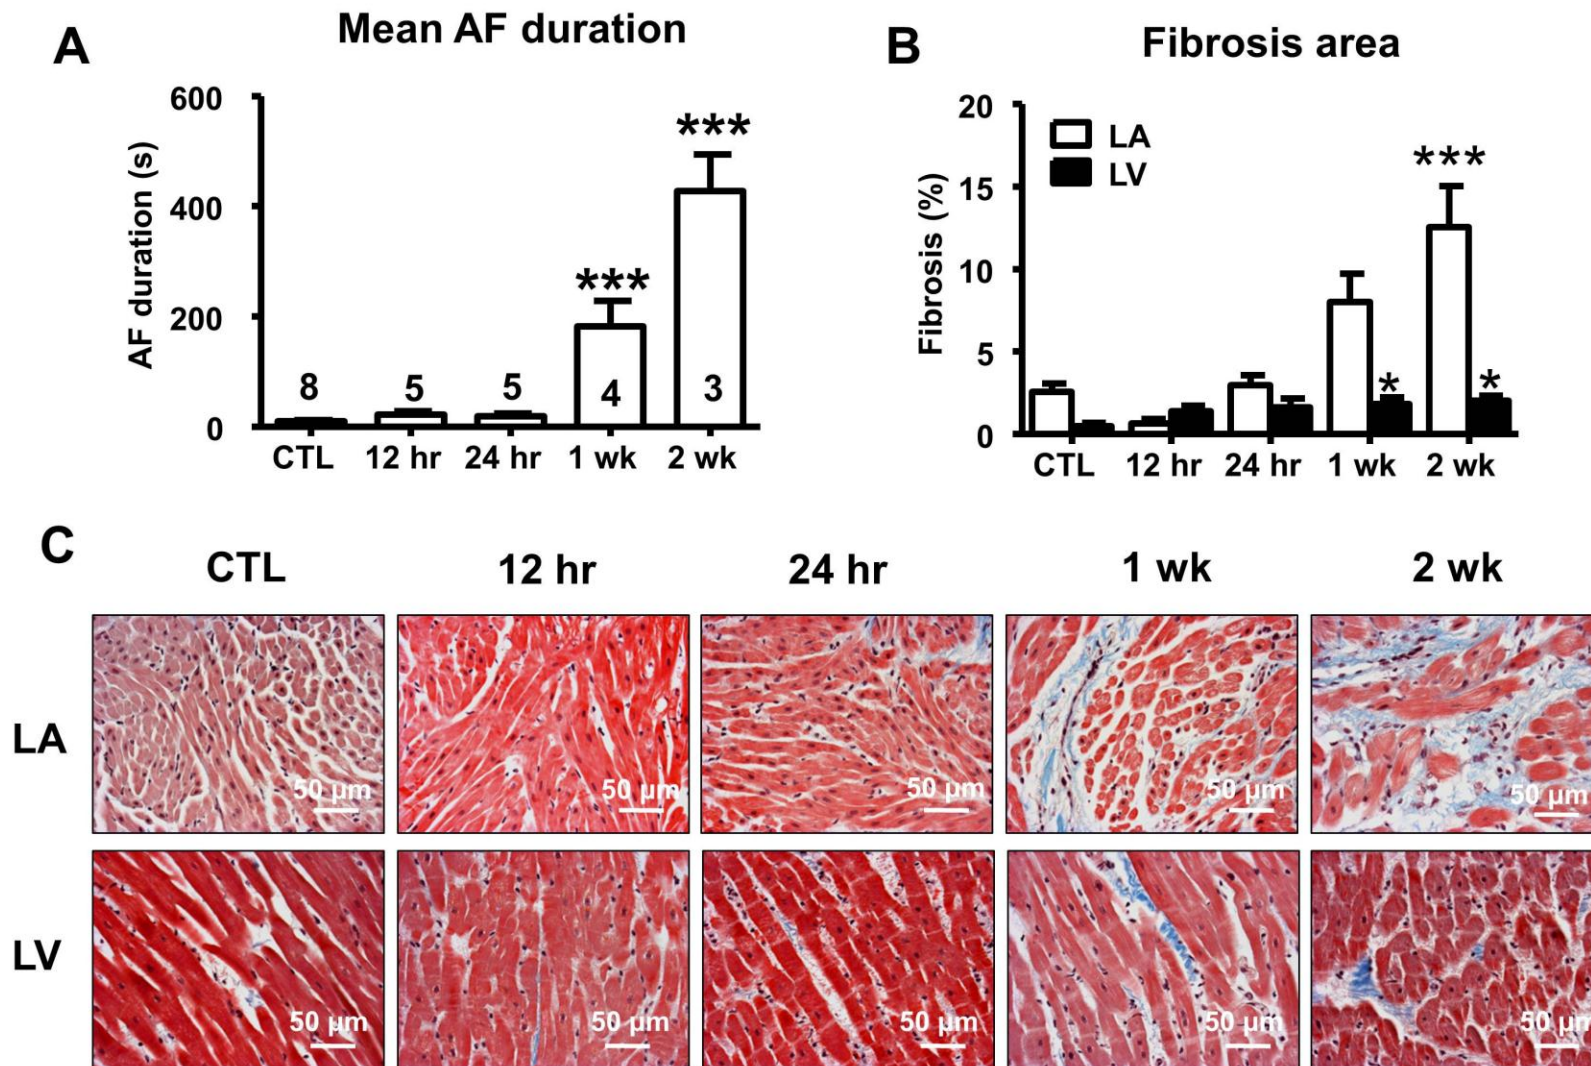 A
Mean AF duration
AF duration (s)
600
400
200
0
***
***
8
5
5
4
3
CTL 12 hr 24 hr 1 wk 2 wk
B
Fibrosis area
Fibrosis (%)
20
15
10
5
0
LA
LV
***
*
*
CTL 12 hr 24 hr 1 wk 2 wk
C
CTL 12 hr 24 hr 1 wk 2 wk
LA
50 µm 50 µm 50 µm 50 µm 50 µm
LV
50 µm 50 µm 50 µm 50 µm 50 µm